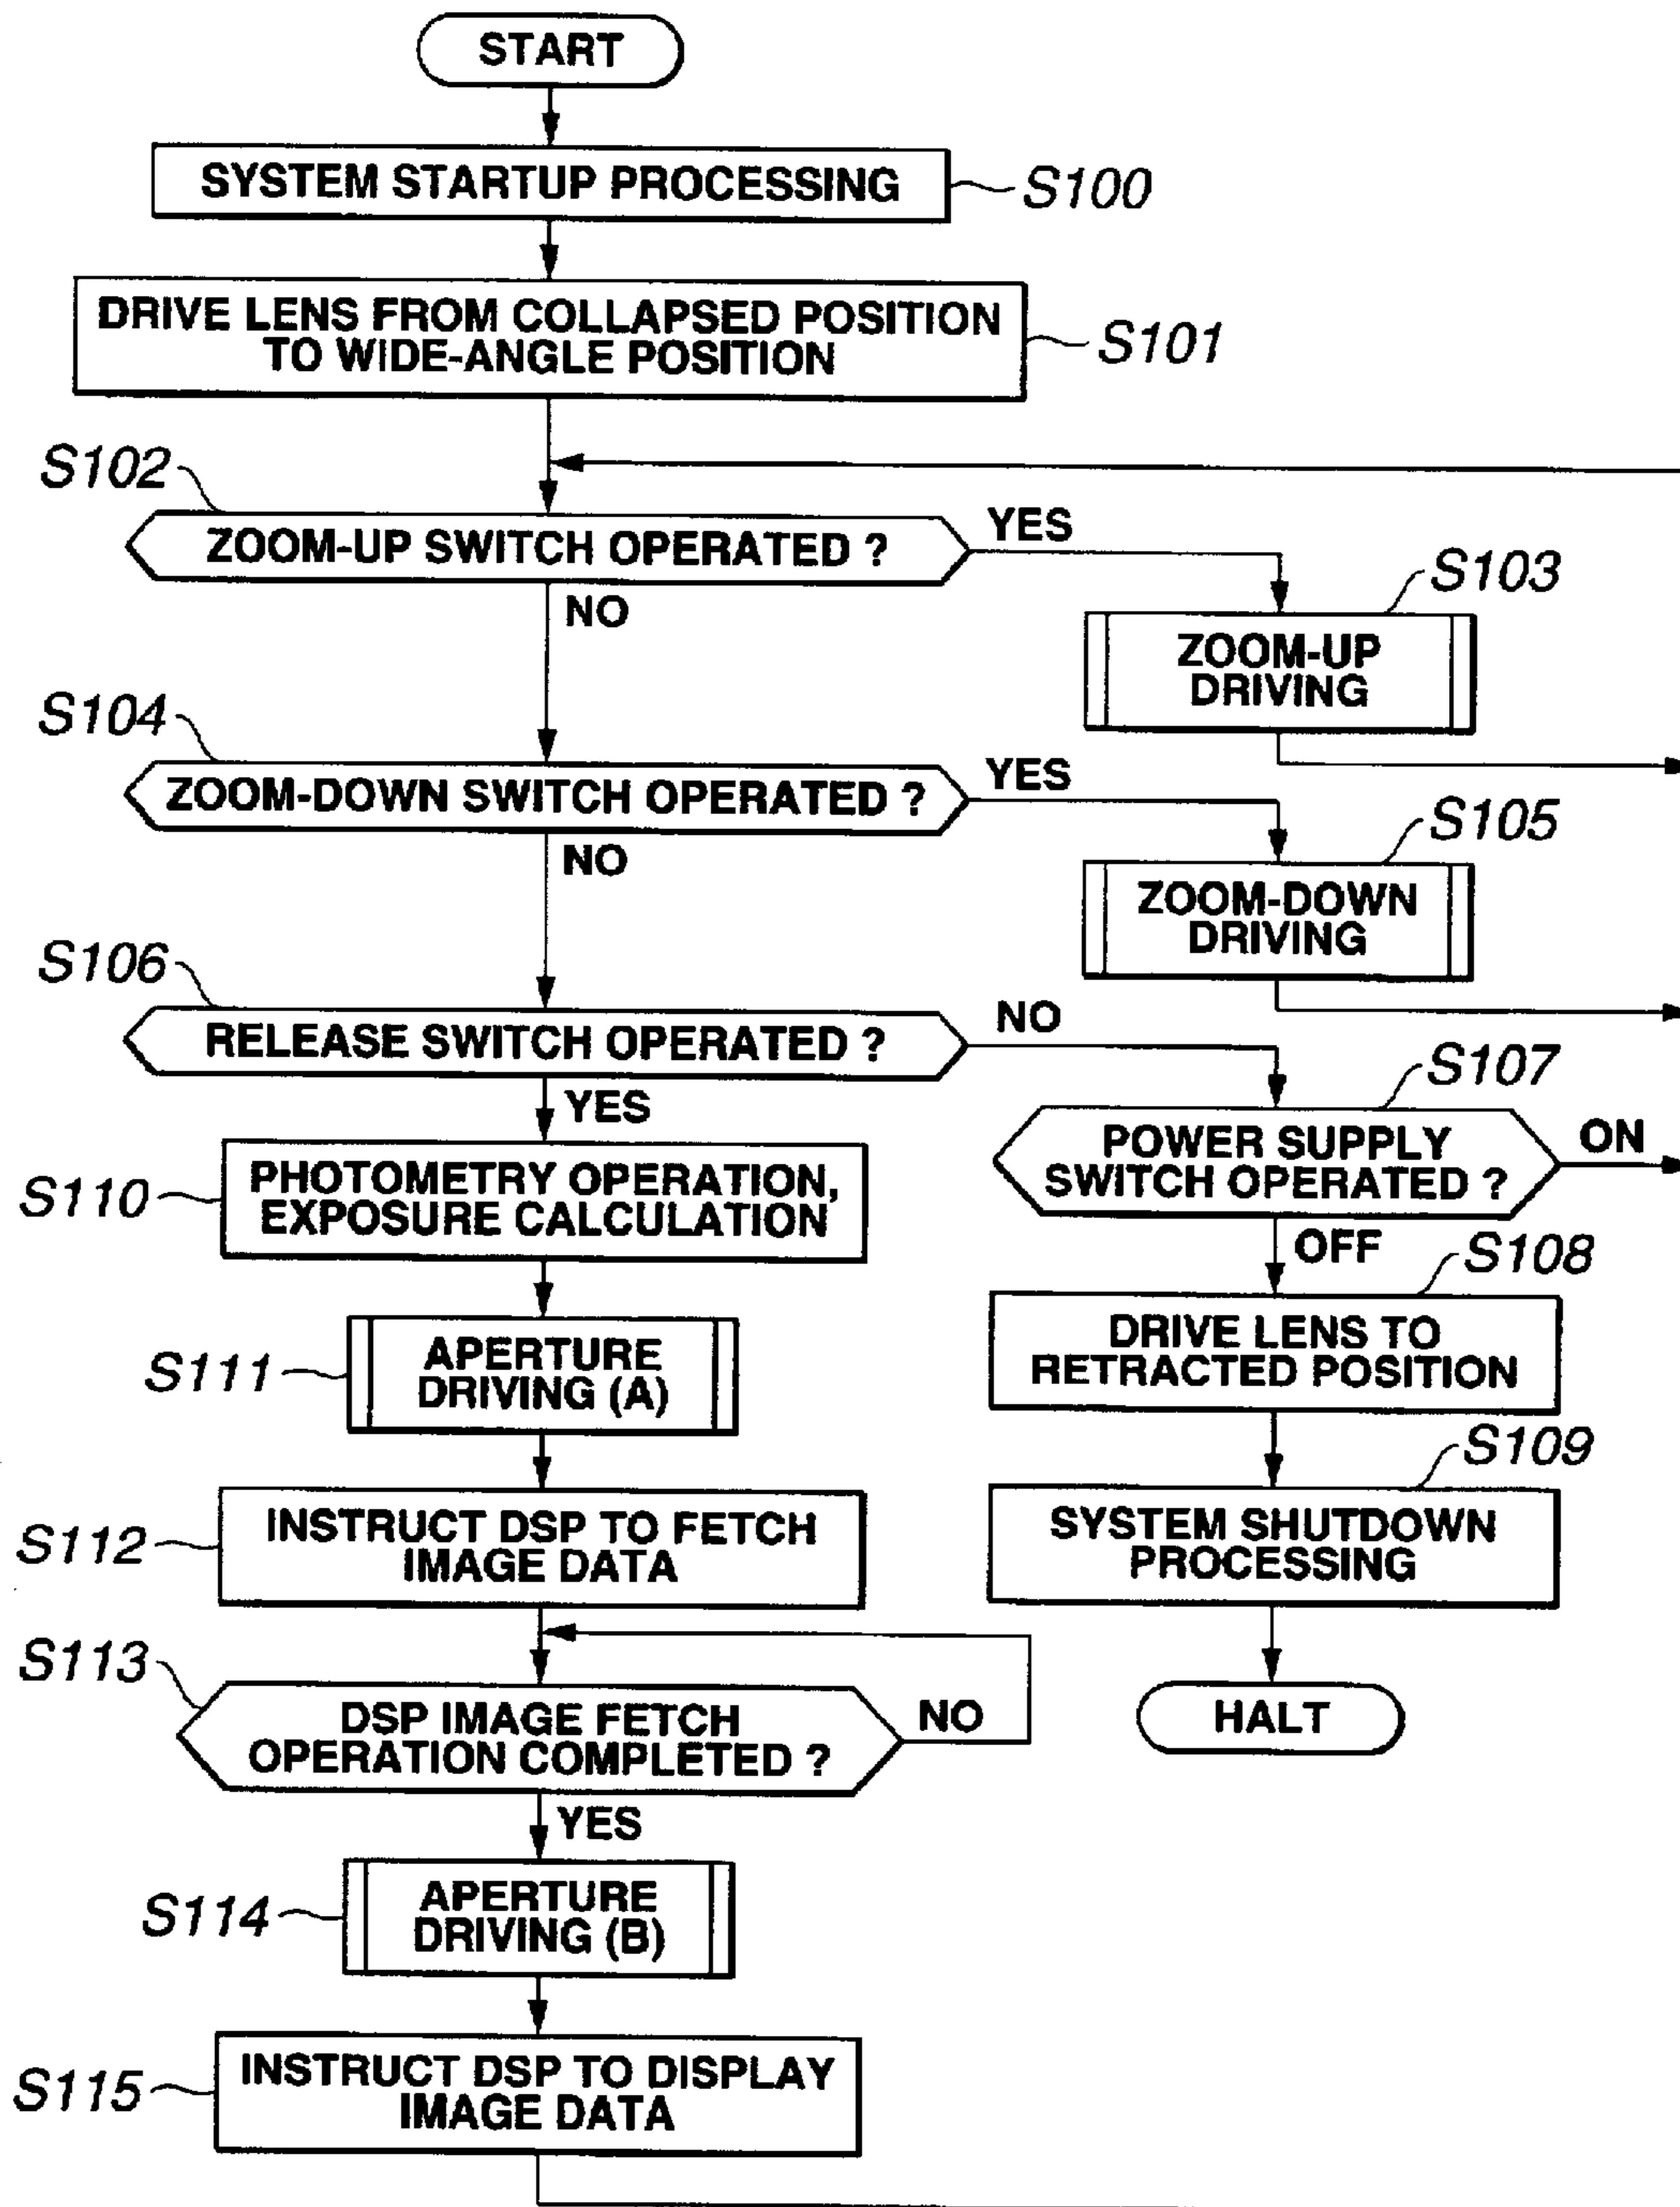 START
SYSTEM STARTUP PROCESSING
S100
DRIVE LENS FROM COLLAPSED POSITION
TO WIDE-ANGLE POSITION
S101
S102
ZOOM-UP SWITCH OPERATED ?
YES
NO
S103
ZOOM-UP
DRIVING
S104
ZOOM-DOWN SWITCH OPERATED ?
YES
NO
S105
ZOOM-DOWN
DRIVING
S106
RELEASE SWITCH OPERATED ?
NO
YES
S107
POWER SUPPLY
SWITCH OPERATED ?
ON
OFF
S110
PHOTOMETRY OPERATION,
EXPOSURE CALCULATION
S108
DRIVE LENS TO
RETRACTED POSITION
S111
APERTURE
DRIVING (A)
S109
SYSTEM SHUTDOWN
PROCESSING
S112
INSTRUCT DSP TO FETCH
IMAGE DATA
HALT
S113
DSP IMAGE FETCH
OPERATION COMPLETED ?
NO
YES
S114
APERTURE
DRIVING (B)
S115
INSTRUCT DSP TO DISPLAY
IMAGE DATA